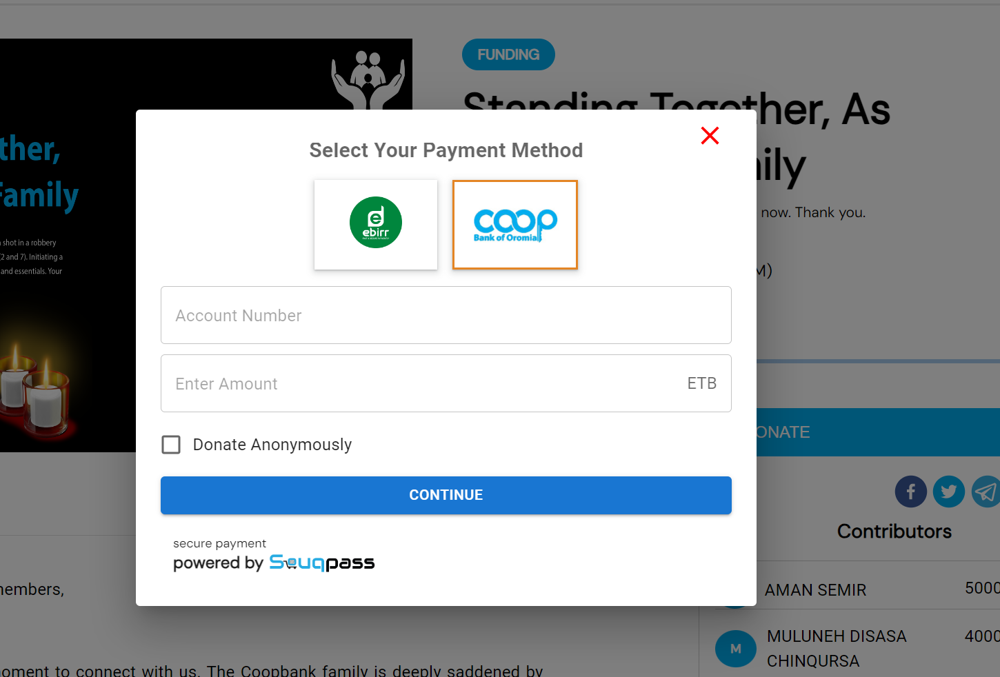 FUNDING
Standing Together, As
ther,
Family
shot in a robbery
(2 and 7). Initiating a
and essentials. Your
now. Thank you.
M)
Select Your Payment Method
ebirr
coop
Bank of Oromia
Account Number
Enter Amount
ETB
Donate Anonymously
CONTINUE
secure payment
powered by Souqpass
ONATE
Contributors
AMAN SEMIR
5000
M
MULUNEH DISASA
CHINQURSA
4000
members,
moment to connect with us. The Coopbank family is deeply saddened by